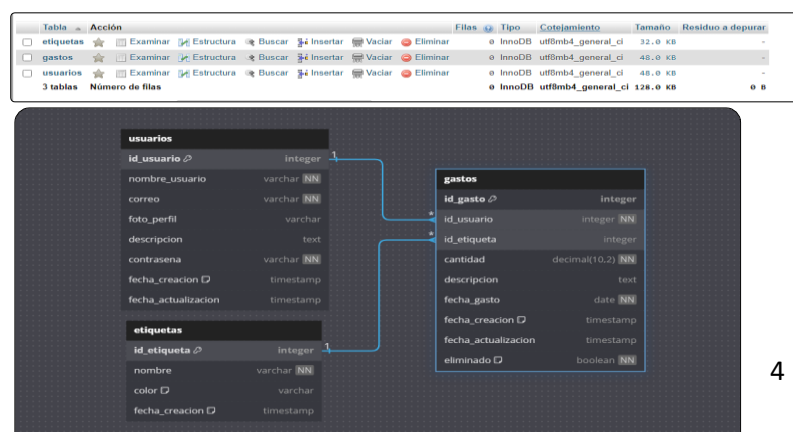 Tabla Acción Filas Tipo Cotejamiento Tamaño Residuo a depurar
etiquetas Examinar Estructura Buscar Insertar Vaciar Eliminar 0 InnoDB utf8mb4_general_ci 32.0 KB -
gastos Examinar Estructura Buscar Insertar Vaciar Eliminar 0 InnoDB utf8mb4_general_ci 48.0 KB -
usuarios Examinar Estructura Buscar Insertar Vaciar Eliminar 0 InnoDB utf8mb4_general_ci 48.0 KB -
3 tablas Número de filas 0 InnoDB utf8mb4_general_ci 128.0 KB 0 B
usuarios
id_usuario integer 1
nombre_usuario varchar NN
correo varchar NN
foto_perfil varchar
descripcion text
contrasena varchar NN
fecha_creacion timestamp
fecha_actualizacion timestamp
etiquetas
id_etiqueta integer 1
nombre varchar NN
color varchar
fecha_creacion timestamp
gastos
id_gasto integer
* id_usuario integer NN
* id_etiqueta integer
cantidad decimal(10,2) NN
descripcion text
fecha_gasto date NN
fecha_creacion timestamp
fecha_actualizacion timestamp
eliminado boolean NN
4